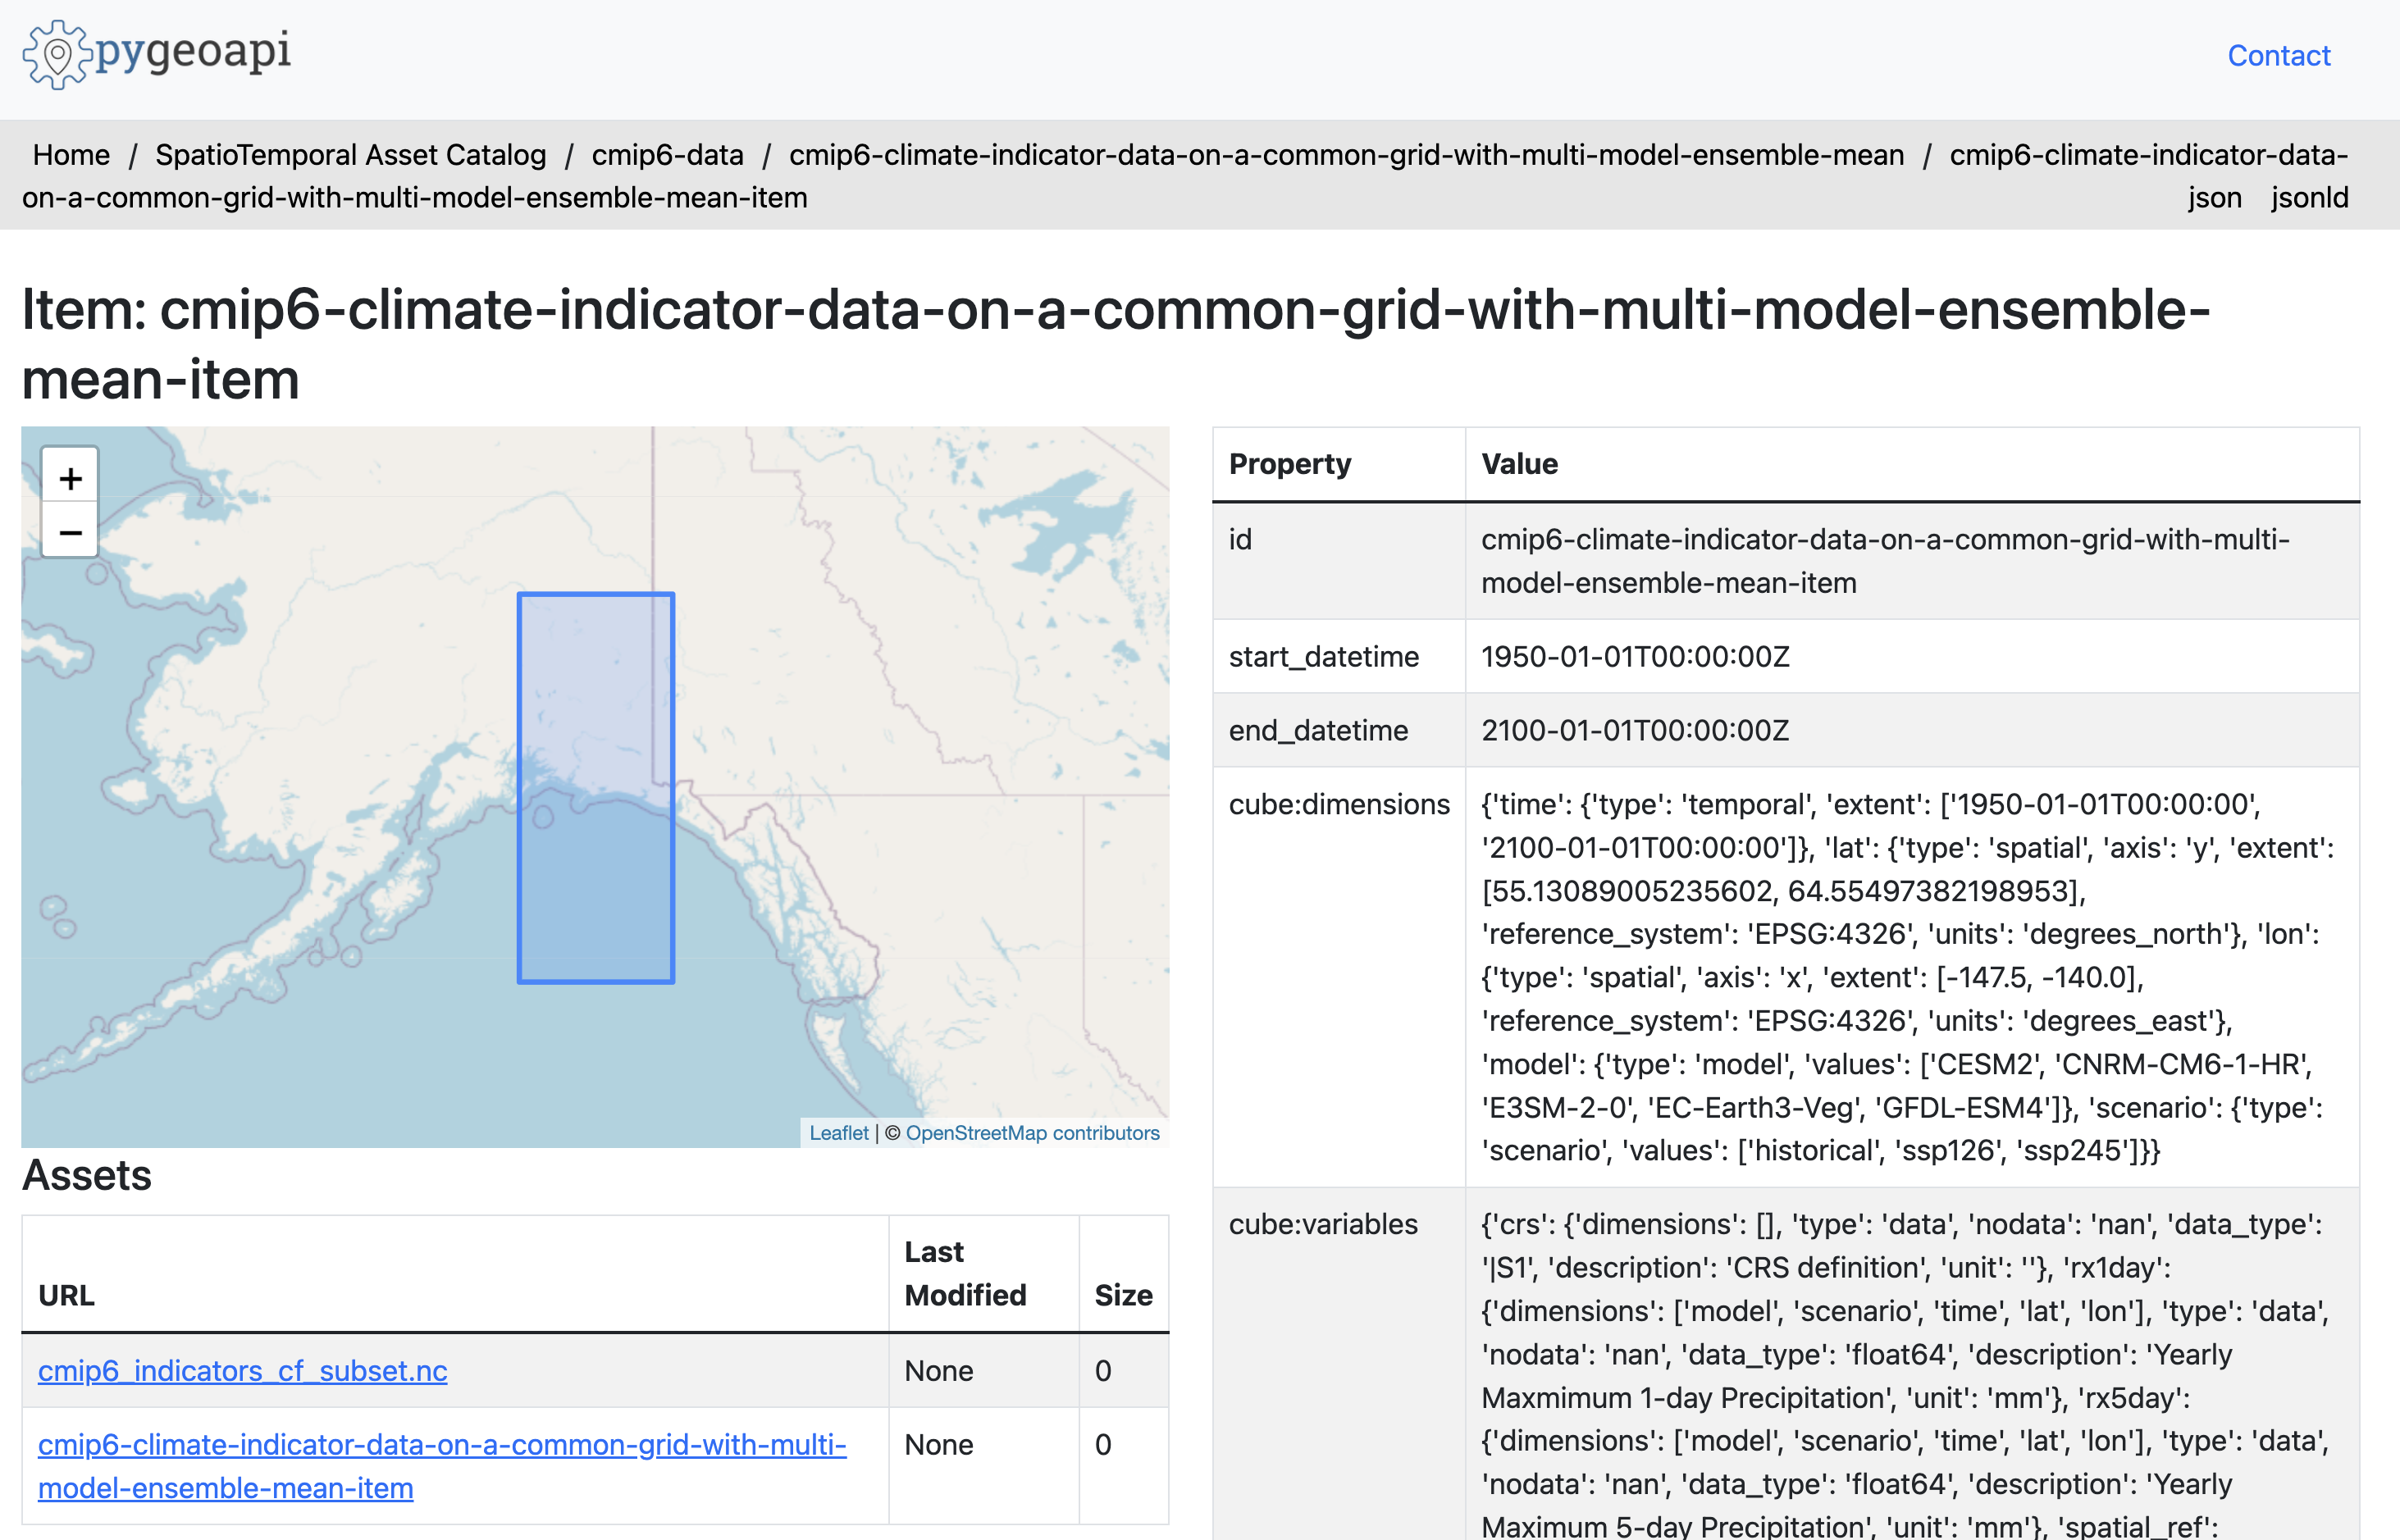 pygeoapi
Contact
Home / SpatioTemporal Asset Catalog / cmip6-data / cmip6-climate-indicator-data-on-a-common-grid-with-multi-model-ensemble-mean / cmip6-climate-indicator-data-
on-a-common-grid-with-multi-model-ensemble-mean-item
json jsonld
Item: cmip6-climate-indicator-data-on-a-common-grid-with-multi-model-ensemble-
mean-item
+
−
Leaflet | © OpenStreetMap contributors
Assets
URL
Last
Modified
Size
cmip6_indicators_cf_subset.nc None 0
cmip6-climate-indicator-data-on-a-common-grid-with-multi- None 0
model-ensemble-mean-item
Property Value
id cmip6-climate-indicator-data-on-a-common-grid-with-multi-
model-ensemble-mean-item
start_datetime 1950-01-01T00:00:00Z
end_datetime 2100-01-01T00:00:00Z
cube:dimensions {'time': {'type': 'temporal', 'extent': ['1950-01-01T00:00:00',
'2100-01-01T00:00:00']}, 'lat': {'type': 'spatial', 'axis': 'y', 'extent':
[55.13089005235602, 64.55497382198953],
'reference_system': 'EPSG:4326', 'units': 'degrees_north'}, 'lon':
{'type': 'spatial', 'axis': 'x', 'extent': [-147.5, -140.0],
'reference_system': 'EPSG:4326', 'units': 'degrees_east'},
'model': {'type': 'model', 'values': ['CESM2', 'CNRM-CM6-1-HR',
'E3SM-2-0', 'EC-Earth3-Veg', 'GFDL-ESM4']}, 'scenario': {'type':
'scenario', 'values': ['historical', 'ssp126', 'ssp245']}}
cube:variables {'crs': {'dimensions': [], 'type': 'data', 'nodata': 'nan', 'data_type':
'|S1', 'description': 'CRS definition', 'unit': ''}, 'rx1day':
{'dimensions': ['model', 'scenario', 'time', 'lat', 'lon'], 'type': 'data',
'nodata': 'nan', 'data_type': 'float64', 'description': 'Yearly
Maxmimum 1-day Precipitation', 'unit': 'mm'}, 'rx5day':
{'dimensions': ['model', 'scenario', 'time', 'lat', 'lon'], 'type': 'data',
'nodata': 'nan', 'data_type': 'float64', 'description': 'Yearly
Maximum 5-day Precipitation', 'unit': 'mm'}, 'spatial_ref':